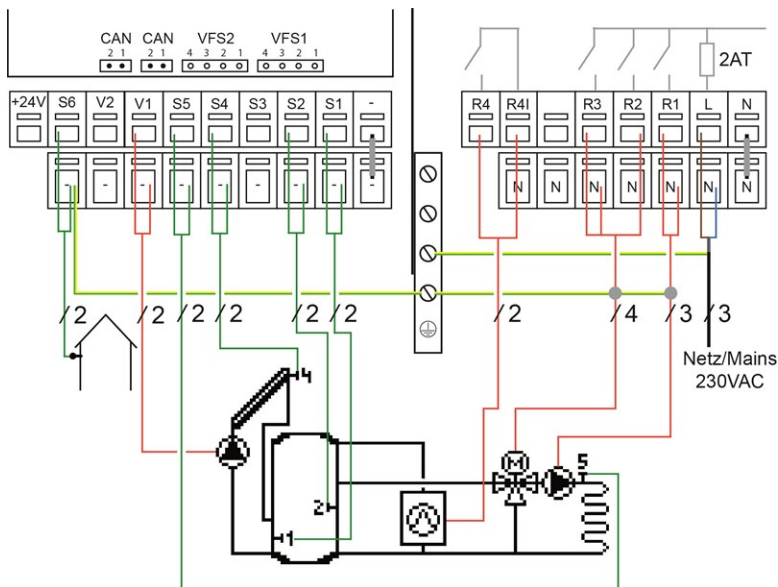 CAN CAN VFS2 VFS1
2 1 2 1 4 3 2 1 4 3 2 1
2AT
+24V S6 V2 V1 S5 S4 S3 S2 S1 - R4 R4I R3 R2 R1 L N
- - - - - - - - N N N N N N
/2 /2 /2 /2 /2 /2 /2 /4 /3 /3
Netz/Mains
230VAC
4
M 5
2
1